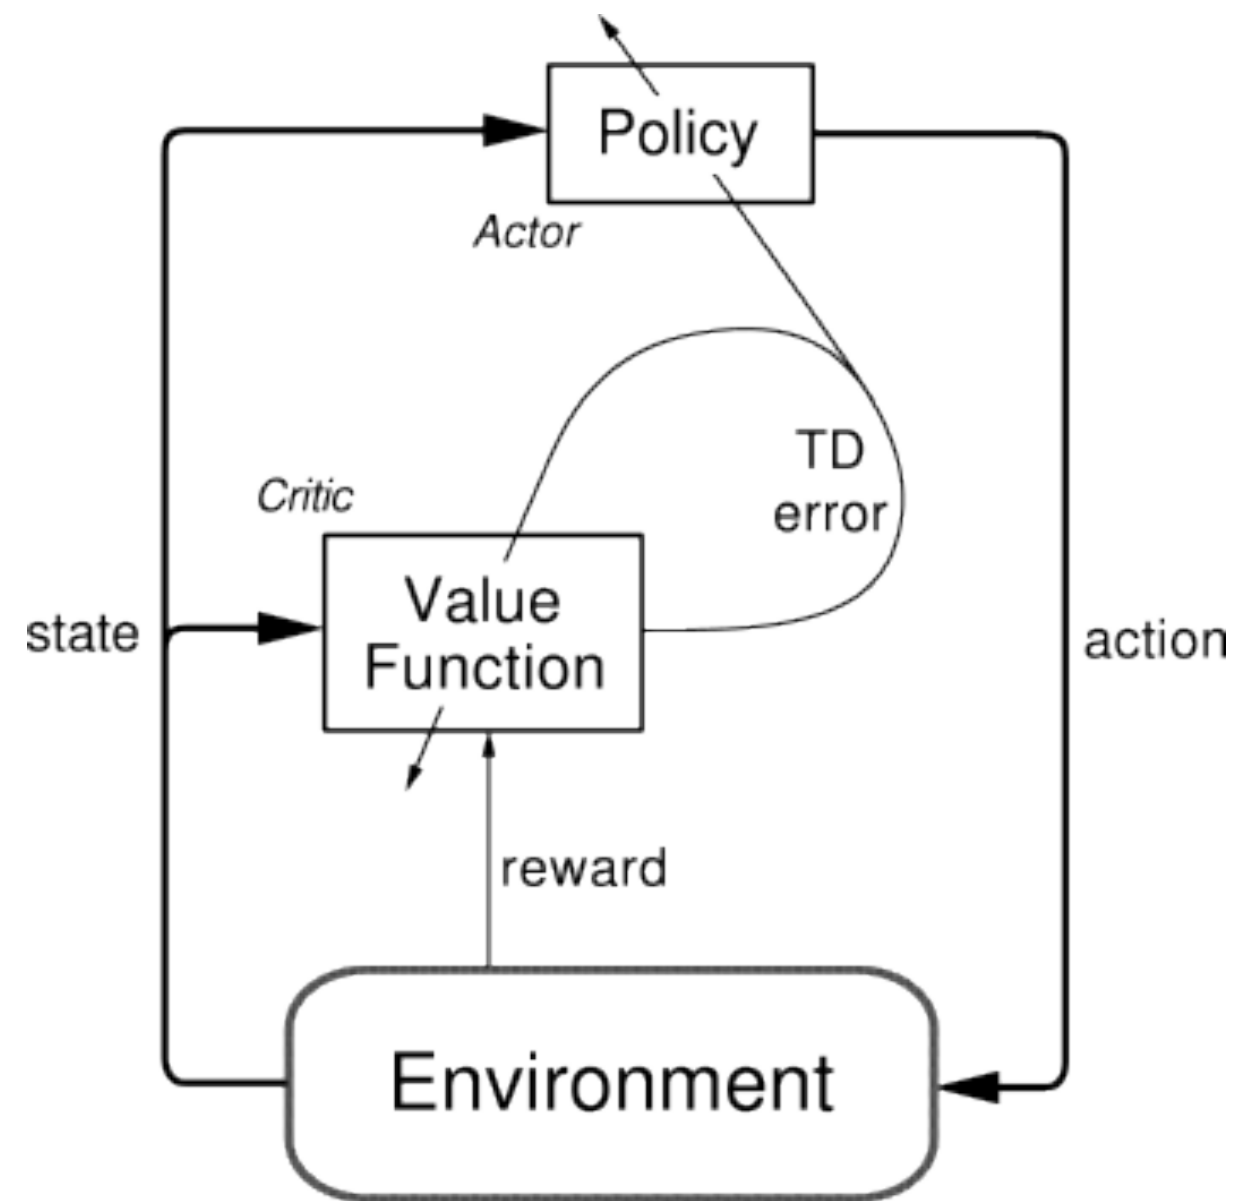 Policy
Actor
TD
error
Critic
Value
Function
state
action
reward
Environment